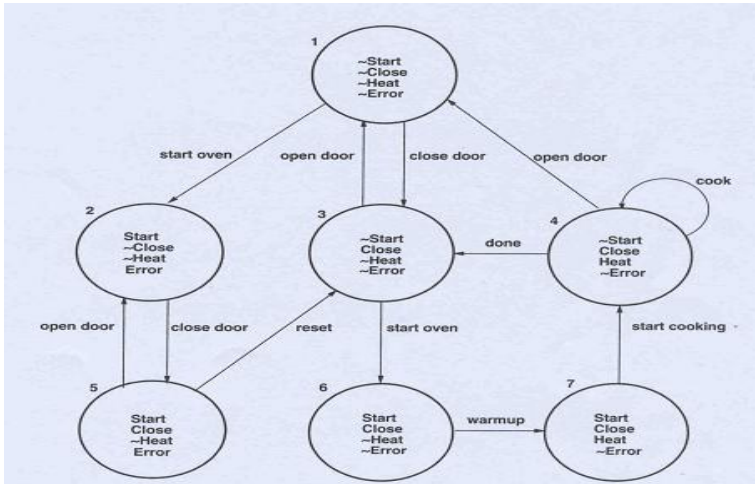 1
~Start
~Close
~Heat
~Error
start oven
open door
close door
open door
cook
2
Start
~Close
~Heat
Error
3
~Start
Close
~Heat
~Error
done
4
~Start
Close
Heat
~Error
open door
close door
reset
start oven
start cooking
5
Start
Close
~Heat
Error
6
Start
Close
~Heat
~Error
warmup
7
Start
Close
Heat
~Error